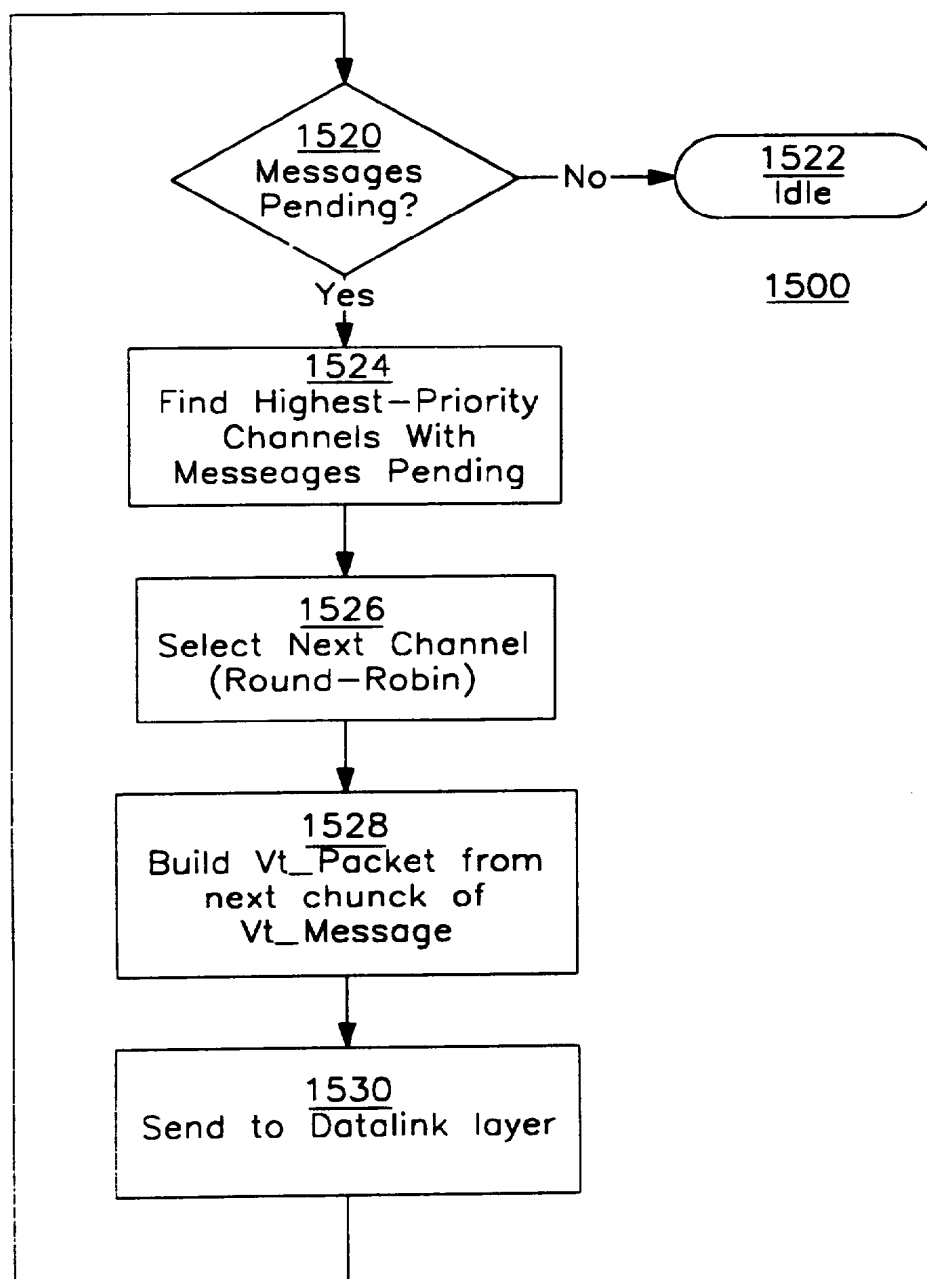 1520
Messages
Pending?
No
1522
Idle
1500
Yes
1524
Find Highest-Priority
Channels With
Messeages Pending
1526
Select Next Channel
(Round-Robin)
1528
Build Vt_Packet from
next chunck of
Vt_Message
1530
Send to Datalink layer